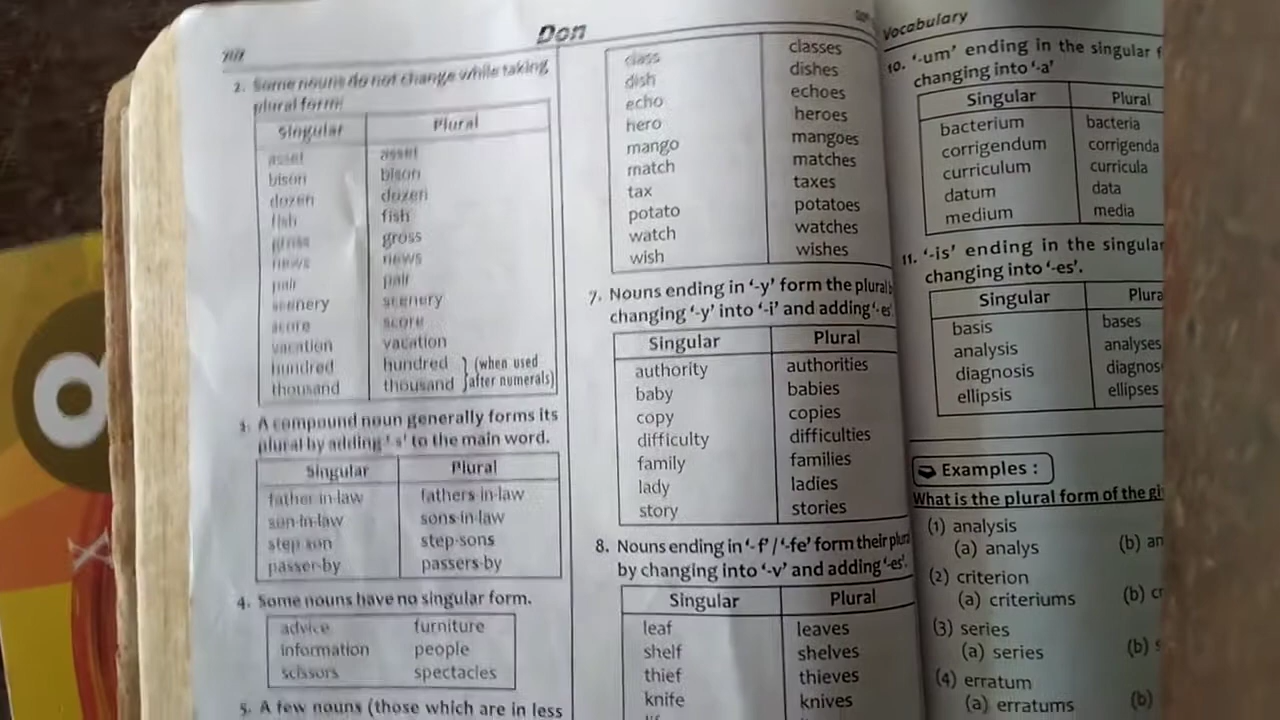 Don
2. Some nouns do not change while taking
plural form:
Singular Plural
asset asset
bison bison
dozen dozen
fish fish
gross gross
news news
pair pair
scenery scenery
score score
vacation vacation
hundred hundred (when used
thousand thousand after numerals)
3. A compound noun generally forms its
plural by adding '-s' to the main word.
Singular Plural
father-in-law fathers-in-law
son-in-law sons-in-law
step-son step-sons
passer-by passers-by
4. Some nouns have no singular form.
advice furniture
information people
scissors spectacles
5. A few nouns (those which are in less
class classes
dish dishes
echo echoes
hero heroes
mango mangoes
match matches
tax taxes
potato potatoes
watch watches
wish wishes
7. Nouns ending in '-y' form the plural
changing '-y' into '-i' and adding '-es'
Singular Plural
authority authorities
baby babies
copy copies
difficulty difficulties
family families
lady ladies
story stories
8. Nouns ending in '-f' / '-fe' form their plural
by changing into '-v' and adding '-es'.
Singular Plural
leaf leaves
shelf shelves
thief thieves
knife knives
Vocabulary
10. '-um' ending in the singular f
changing into '-a'
Singular Plural
bacterium bacteria
corrigendum corrigenda
curriculum curricula
datum data
medium media
11. '-is' ending in the singular
changing into '-es'.
Singular Plura
basis bases
analysis analyses
diagnosis diagnos
ellipsis ellipses
Examples :
What is the plural form of the gi
(1) analysis
(a) analys (b) an
(2) criterion
(a) criteriums (b) cr
(3) series
(a) series (b) s
(4) erratum
(a) erratums (b)